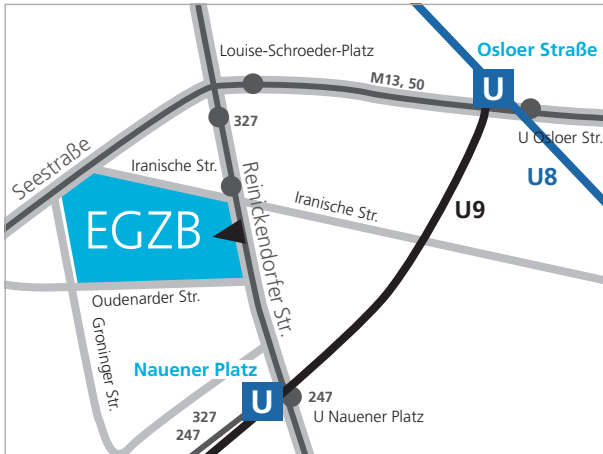 Osloer Straße
Louise-Schroeder-Platz
M13, 50
U
327
U Osloer Str.
Seestraße
Iranische Str.
U8
Reinickendorfer Str.
Iranische Str.
U9
EGZB
Oudenarder Str.
Groninger Str.
Nauener Platz
U
247
327
U Nauener Platz
247